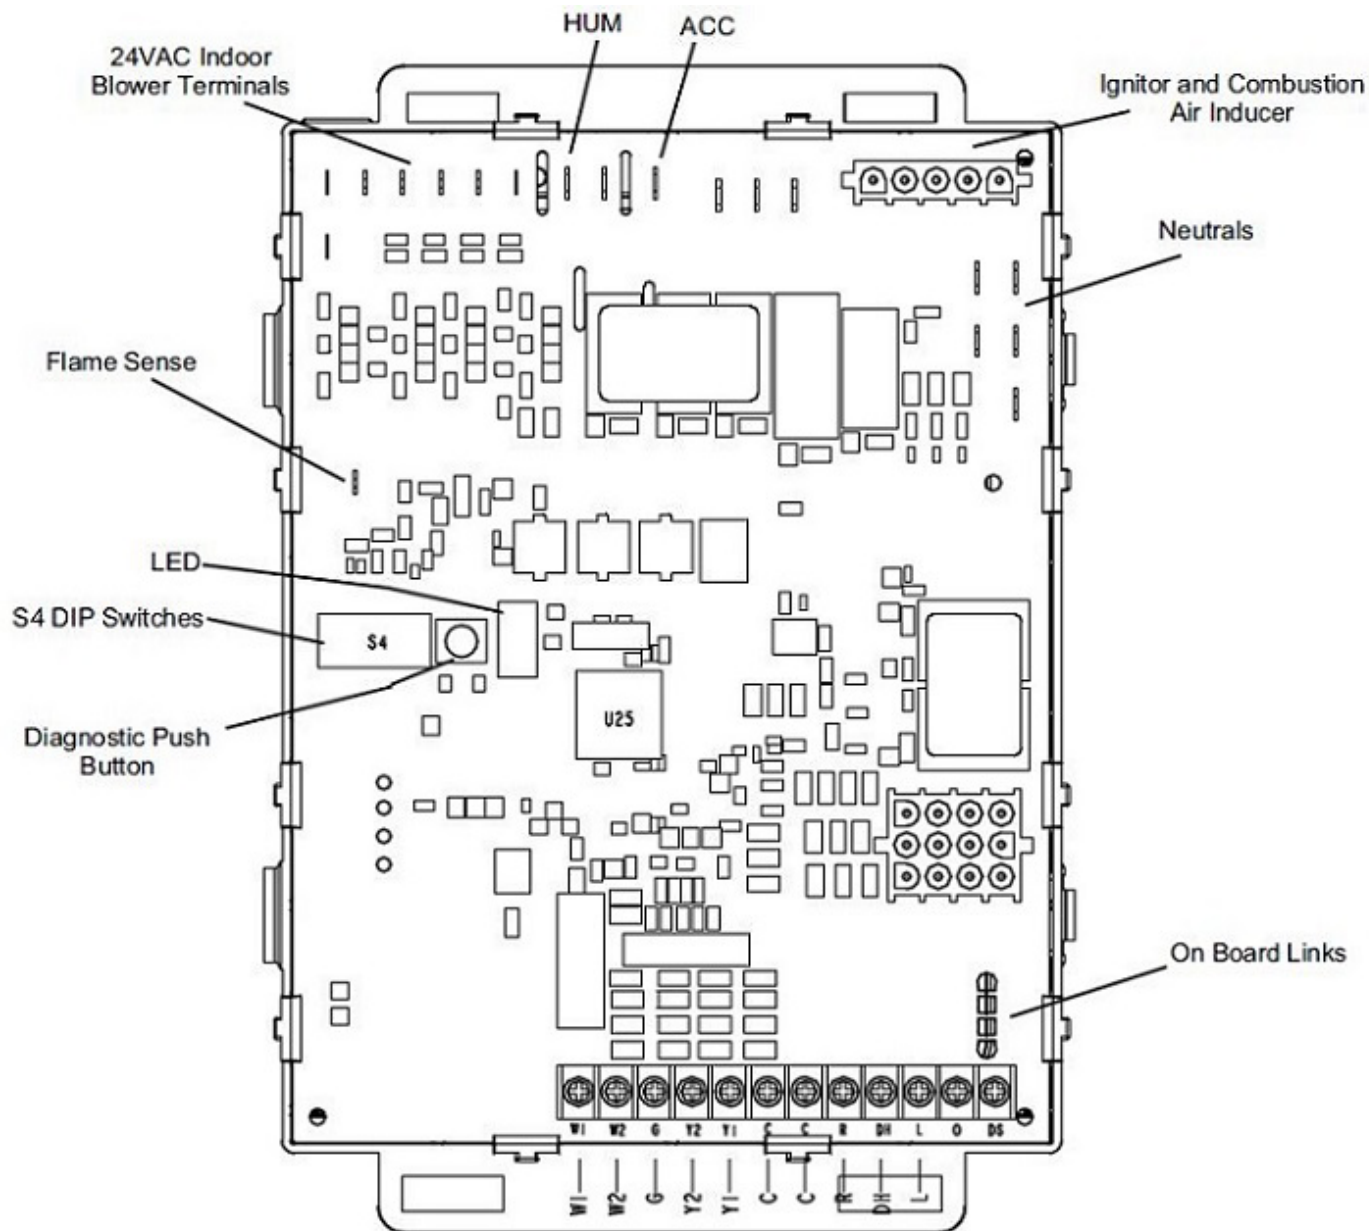 HUM
ACC
24VAC Indoor
Blower Terminals
Ignitor and Combustion
Air Inducer
Neutrals
Flame Sense
LED
S4 DIP Switches
S4
U25
Diagnostic Push
Button
On Board Links
W1 W2 G Y2 Y1 C C R DH L O DS
W1 W2 G Y2 Y1 C C R DH L